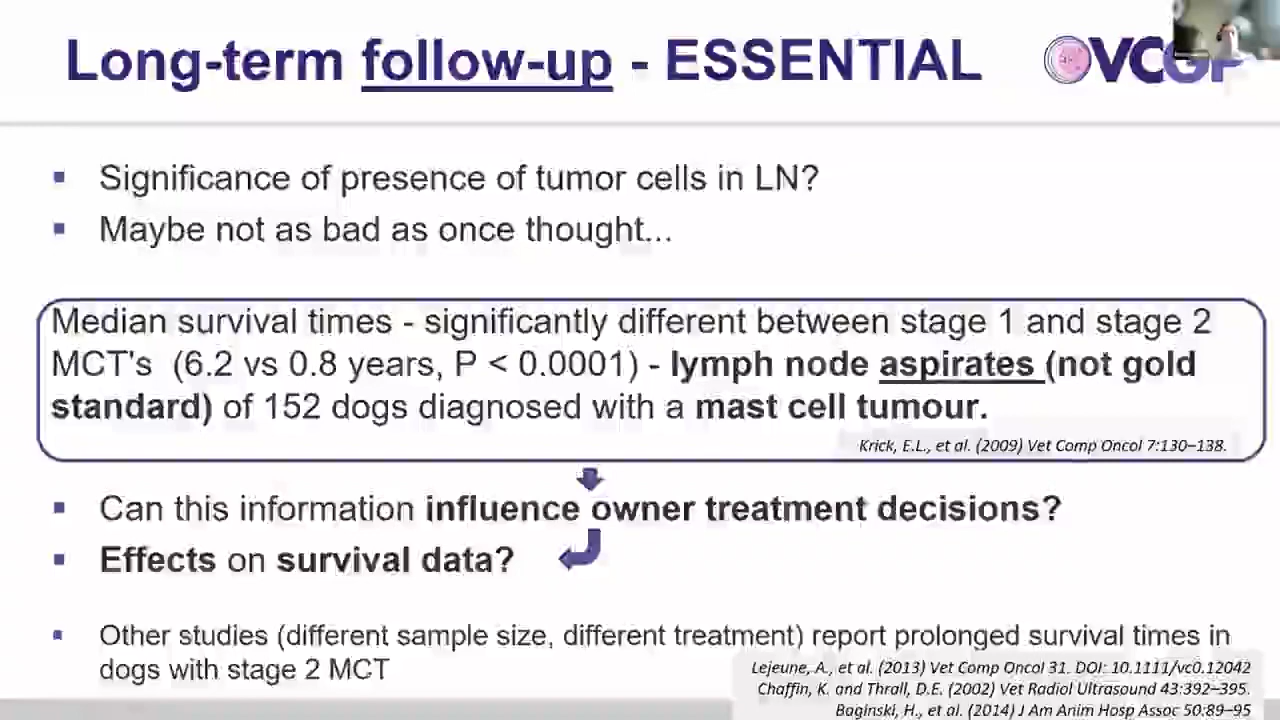 Long-term follow-up - ESSENTIAL
▪ Significance of presence of tumor cells in LN?
▪ Maybe not as bad as once thought...
Median survival times - significantly different between stage 1 and stage 2
MCT's (6.2 vs 0.8 years, P < 0.0001) - lymph node aspirates (not gold
standard) of 152 dogs diagnosed with a mast cell tumour.
Krick, E.L., et al. (2009) Vet Comp Oncol 7:130–138.
▪ Can this information influence owner treatment decisions?
▪ Effects on survival data?
▪ Other studies (different sample size, different treatment) report prolonged survival times in
dogs with stage 2 MCT
Lejeune, A., et al. (2013) Vet Comp Oncol 31. DOI: 10.1111/vc0.12042
Chaffin, K. and Thrall, D.E. (2002) Vet Radiol Ultrasound 43:392–395.
Baginski, H., et al. (2014) J Am Anim Hosp Assoc 50:89–95